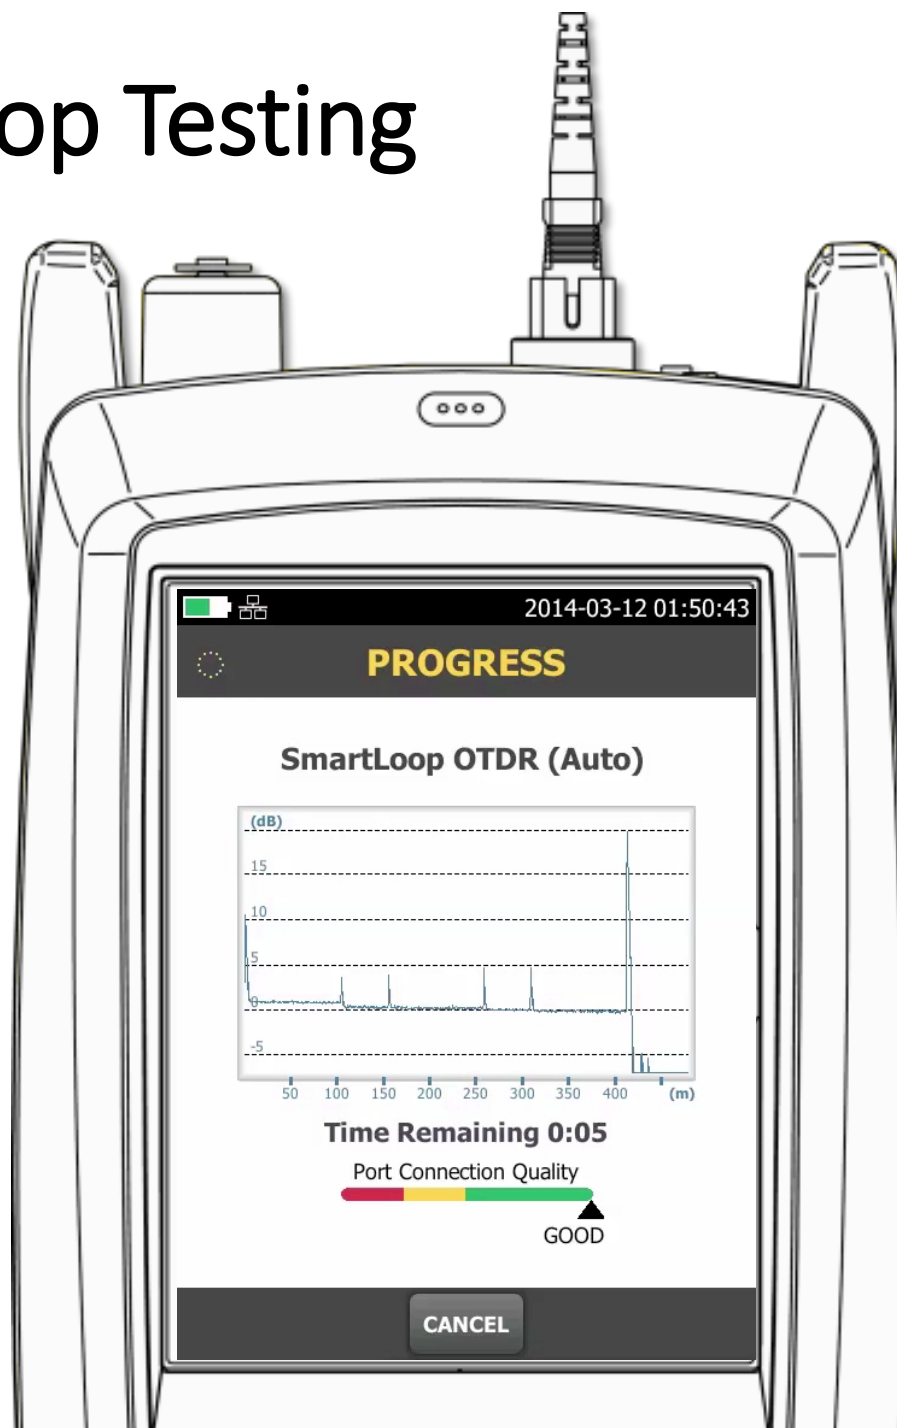 op Testing
2014-03-12 01:50:43
PROGRESS
SmartLoop OTDR (Auto)
(dB)
15
10
5
0
-5
50 100 150 200 250 300 350 400 (m)
Time Remaining 0:05
Port Connection Quality
GOOD
CANCEL